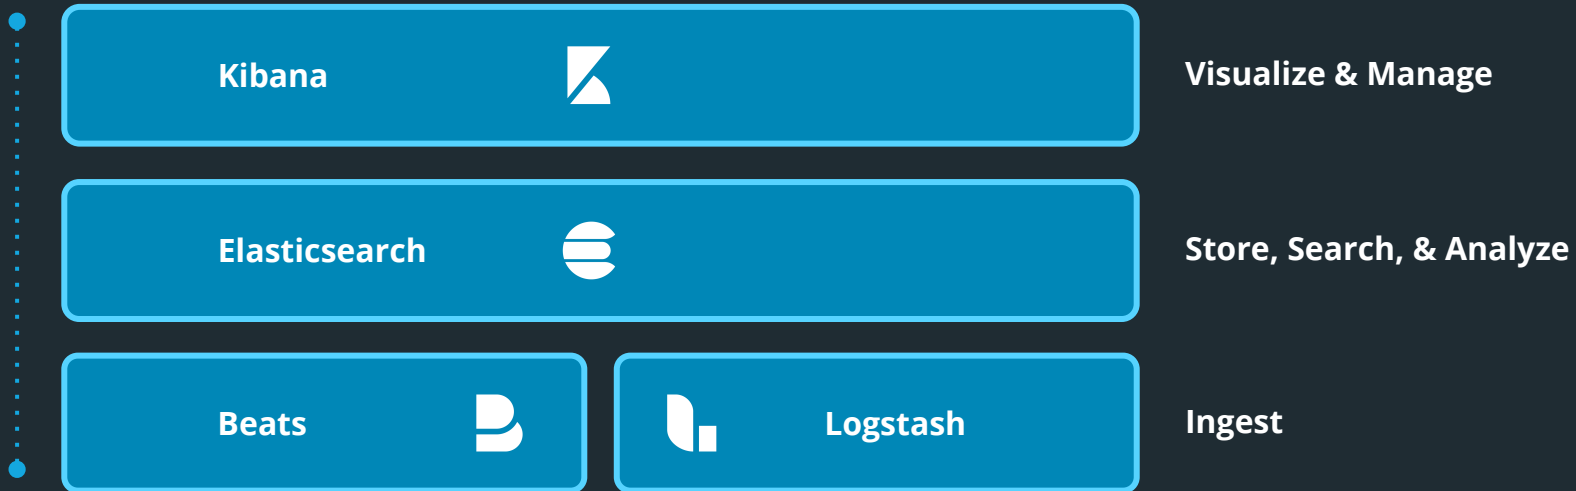 Kibana
Visualize & Manage
Elasticsearch
Store, Search, & Analyze
Beats
Logstash
Ingest